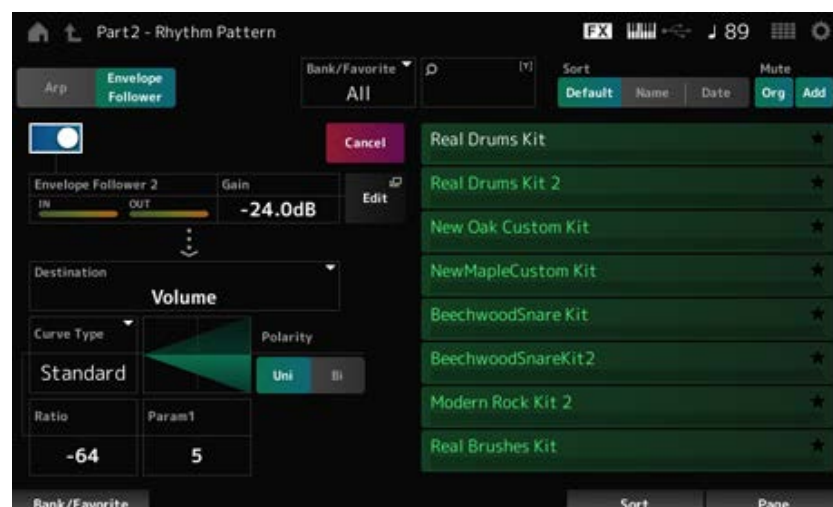 Part2 - Rhythm Pattern
FX
♩ 89
Arp
Envelope
Follower
Bank/Favorite
All
[Y]
Sort
Default
Name
Date
Mute
Org
Add
Cancel
Envelope Follower 2
IN
OUT
Gain
-24.0dB
Edit
Destination
Volume
Curve Type
Standard
Polarity
Uni
Bi
Ratio
-64
Param1
5
Real Drums Kit
Real Drums Kit 2
New Oak Custom Kit
NewMapleCustom Kit
BeechwoodSnare Kit
BeechwoodSnareKit2
Modern Rock Kit 2
Real Brushes Kit
Bank/Favorite
Sort
Page